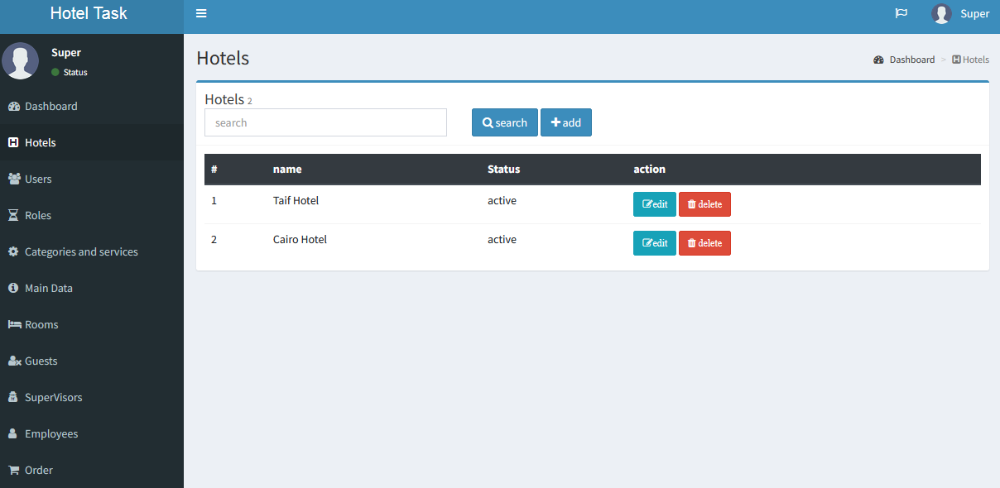 Hotel Task
Super
Super
Status
Dashboard
Hotels
Users
Roles
Categories and services
Main Data
Rooms
Guests
SuperVisors
Employees
Order
Hotels
Dashboard > Hotels
Hotels 2
search
search
add
# name Status action
1 Taif Hotel active edit delete
2 Cairo Hotel active edit delete